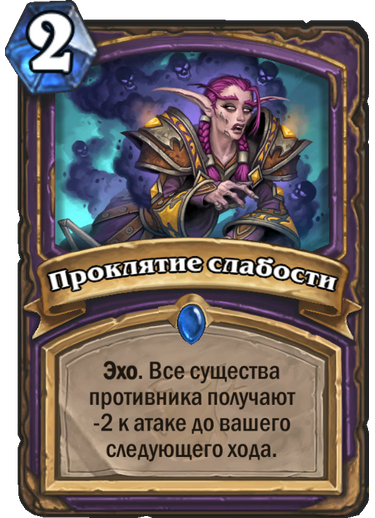 2
Проклятие слабости
Эхо. Все существа
противника получают
-2 к атаке до вашего
следующего хода.